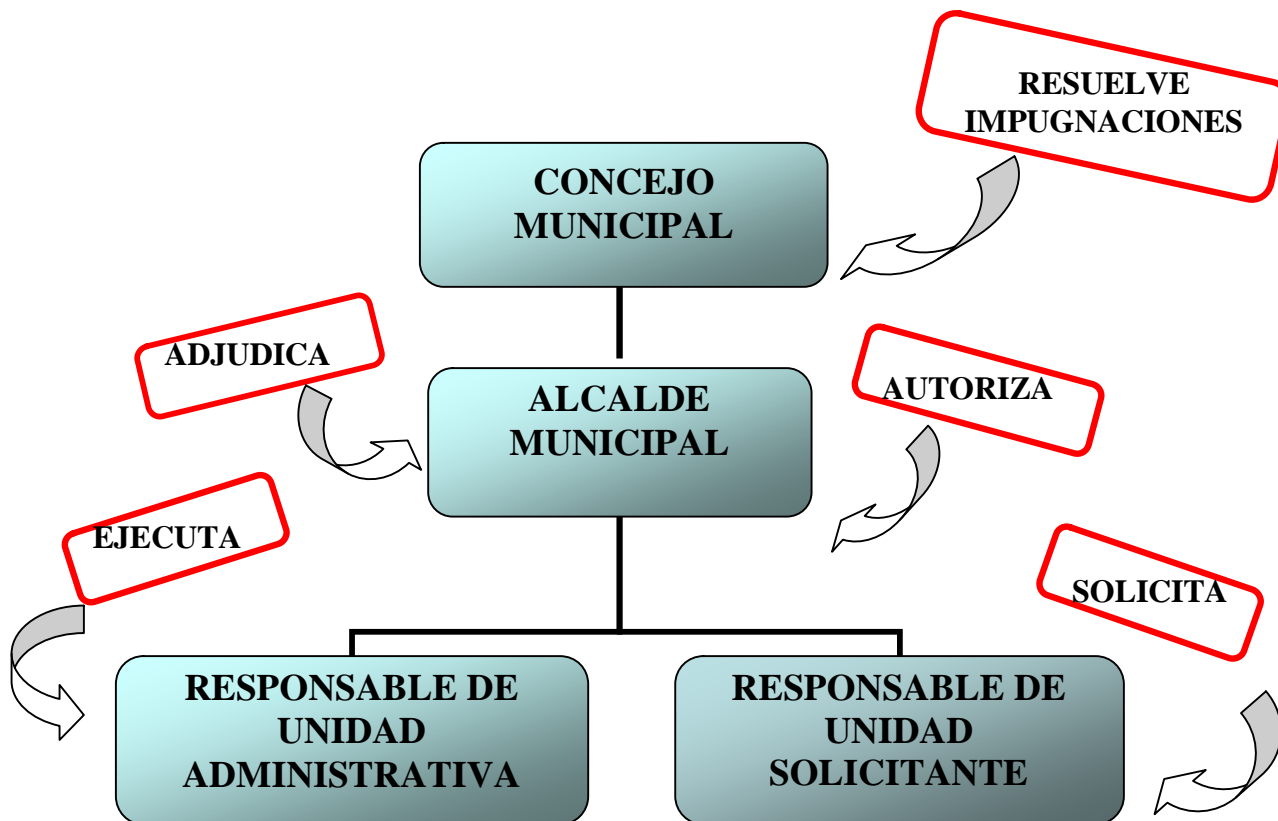 RESUELVE
IMPUGNACIONES
CONCEJO
MUNICIPAL
ADJUDICA
ALCALDE
MUNICIPAL
AUTORIZA
EJECUTA
SOLICITA
RESPONSABLE DE
UNIDAD
ADMINISTRATIVA
RESPONSABLE DE
UNIDAD
SOLICITANTE